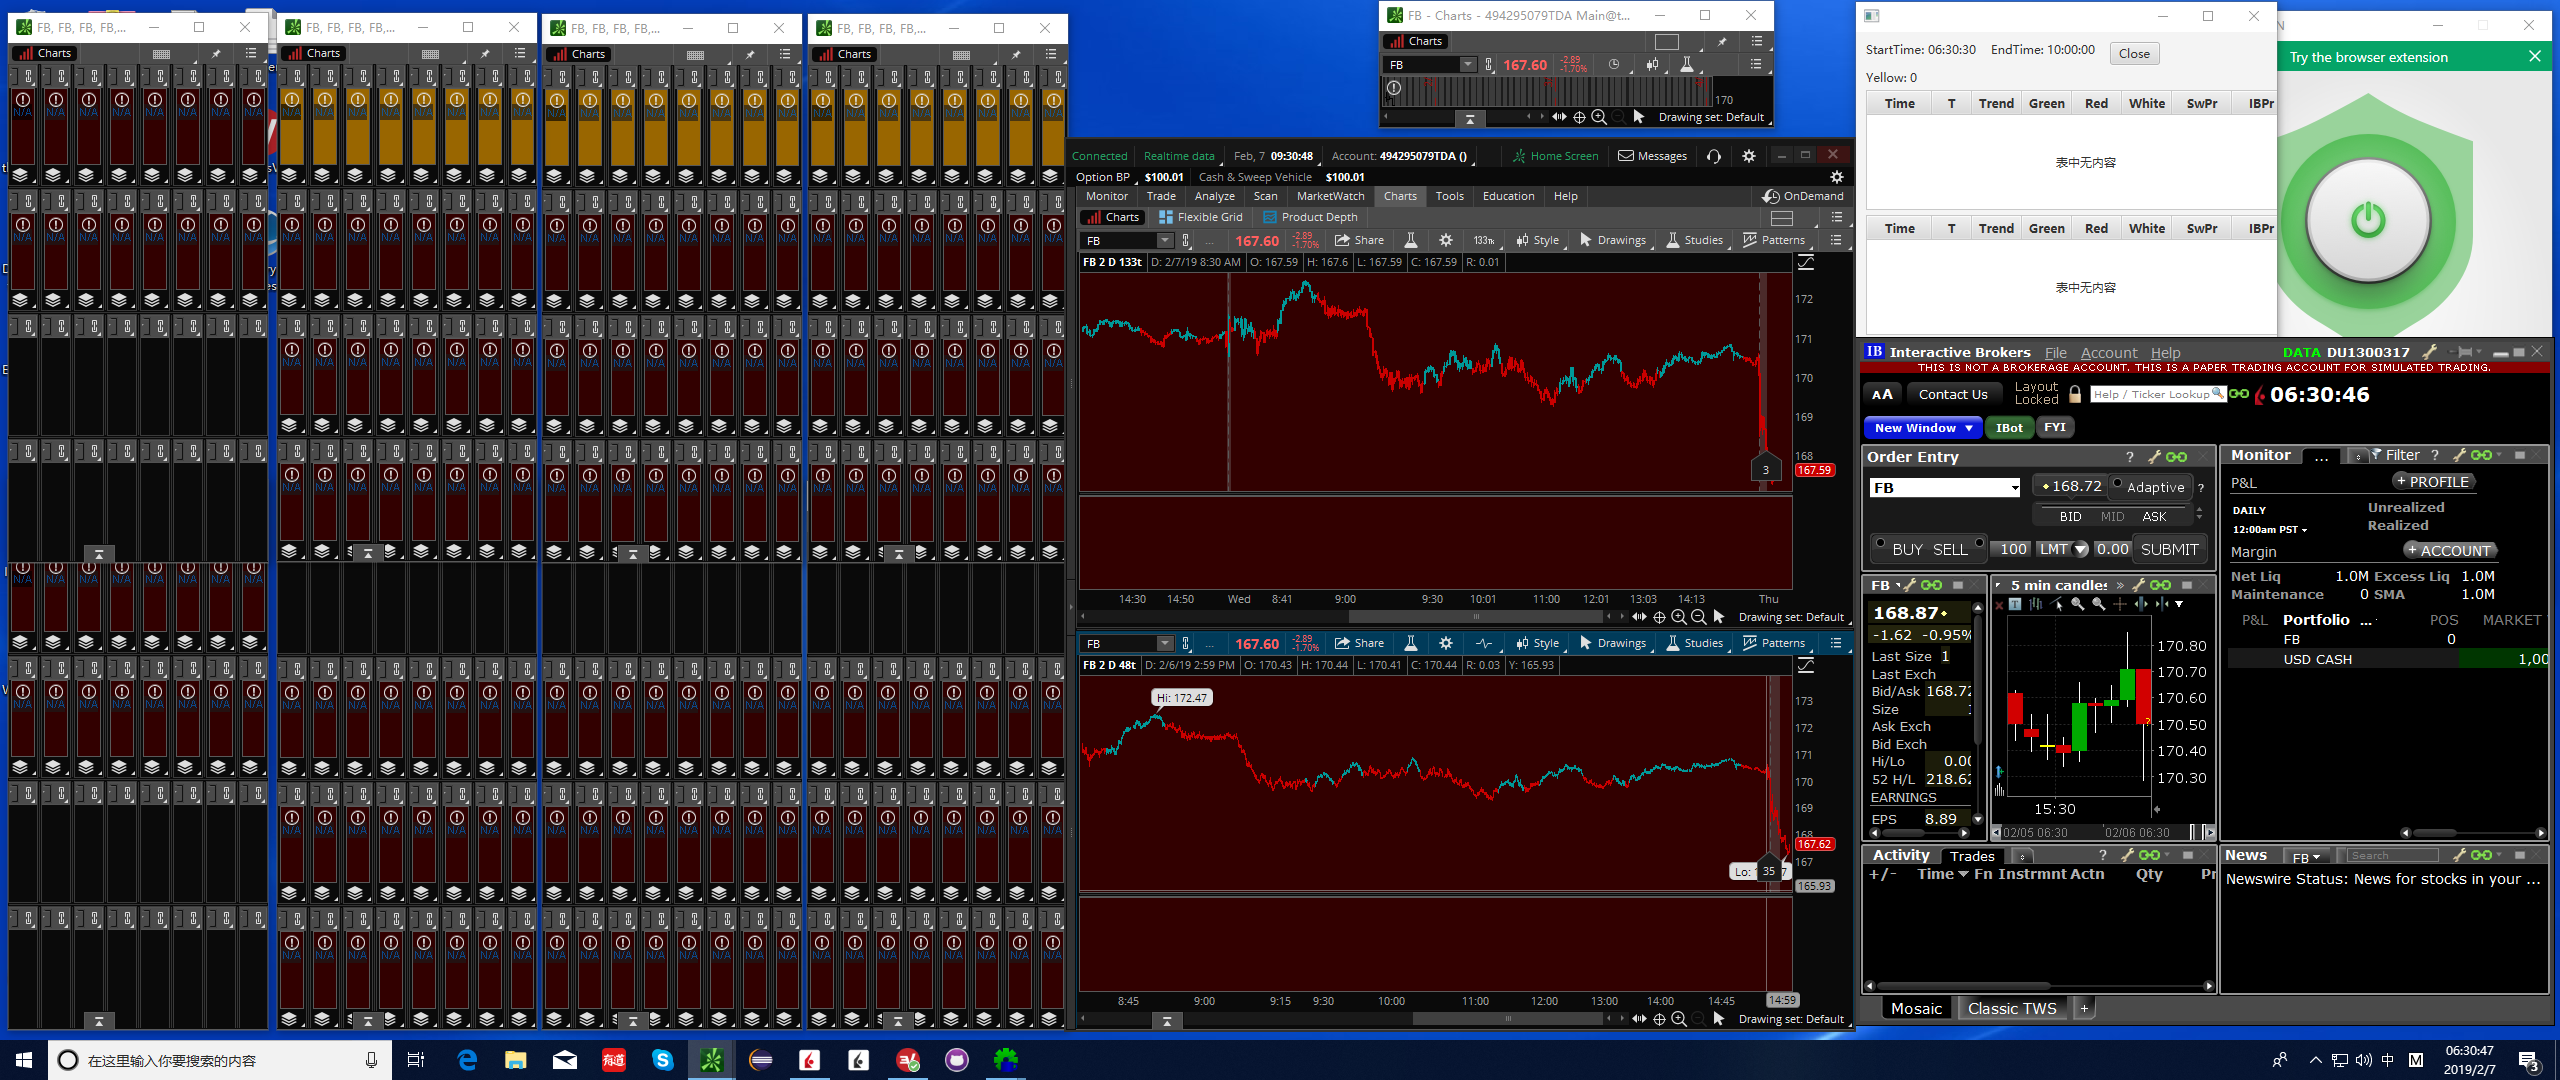 FB, FB, FB, FB,...
Charts
FB, FB, FB, FB,...
Charts
FB, FB, FB, FB,...
Charts
FB, FB, FB, FB,...
Charts
N/A
FB - Charts - 494295079TDA Main@t...
Charts
FB 167.60 -2.89 -1.70%
170
Drawing set: Default
Connected Realtime data Feb, 7 09:30:48 Account: 494295079TDA () Home Screen Messages
Option BP $100.01 Cash & Sweep Vehicle $100.01
Monitor Trade Analyze Scan MarketWatch Charts Tools Education Help OnDemand
Charts Flexible Grid Product Depth
FB ... 167.60 -2.89 -1.70% Share 133tk Style Drawings Studies Patterns
FB 2 D 133t D: 2/7/19 8:30 AM O: 167.59 H: 167.6 L: 167.59 C: 167.59 R: 0.01
172
171
170
169
168
167.59
3
14:30 14:50 Wed 8:41 9:00 9:30 10:01 11:00 12:01 13:03 14:13 Thu
Drawing set: Default
FB ... 167.60 -2.89 -1.70% Share Style Drawings Studies Patterns
FB 2 D 48t D: 2/6/19 2:59 PM O: 170.43 H: 170.44 L: 170.41 C: 170.44 R: 0.03 Y: 165.93
Hi: 172.47
173
172
171
170
169
168
167.62
167
Lo: 35
165.93
8:45 9:00 9:15 9:30 10:00 11:00 12:00 13:00 14:00 14:45 14:59
Drawing set: Default
StartTime: 06:30:30 EndTime: 10:00:00 Close
Yellow: 0
Time T Trend Green Red White SwPr IBPr
表中无内容
Time T Trend Green Red White SwPr IBPr
表中无内容
Try the browser extension
IB Interactive Brokers File Account Help DATA DU1300317
THIS IS NOT A BROKERAGE ACCOUNT. THIS IS A PAPER TRADING ACCOUNT FOR SIMULATED TRADING.
AA Contact Us Layout Locked Help / Ticker Lookup 06:30:46
New Window IBot FYI
Order Entry ?
FB 168.72 Adaptive ?
BID MID ASK
BUY SELL 100 LMT 0.00 SUBMIT
Monitor ... Filter ?
P&L + PROFILE
DAILY Unrealized
12:00am PST Realized
Margin + ACCOUNT
Net Liq 1.0M Excess Liq 1.0M
Maintenance 0 SMA 1.0M
P&L Portfolio ... POS MARKET
FB 0
USD CASH 1,00
FB
168.87
-1.62 -0.95%
Last Size 1
Last Exch
Bid/Ask 168.72
Size
Ask Exch
Bid Exch
Hi/Lo 0.00
52 H/L 218.62
EARNINGS
EPS 8.89
5 min candles »
170.80
170.70
170.60
170.50
170.40
170.30
15:30
02/05 06:30 02/06 06:30
Activity Trades ?
+/- Time Fn Instrmnt Actn Qty Pr
News FB Search
Newswire Status: News for stocks in your ...
Mosaic Classic TWS +
在这里输入你要搜索的内容
有道
中 M
06:30:47
2019/2/7
3